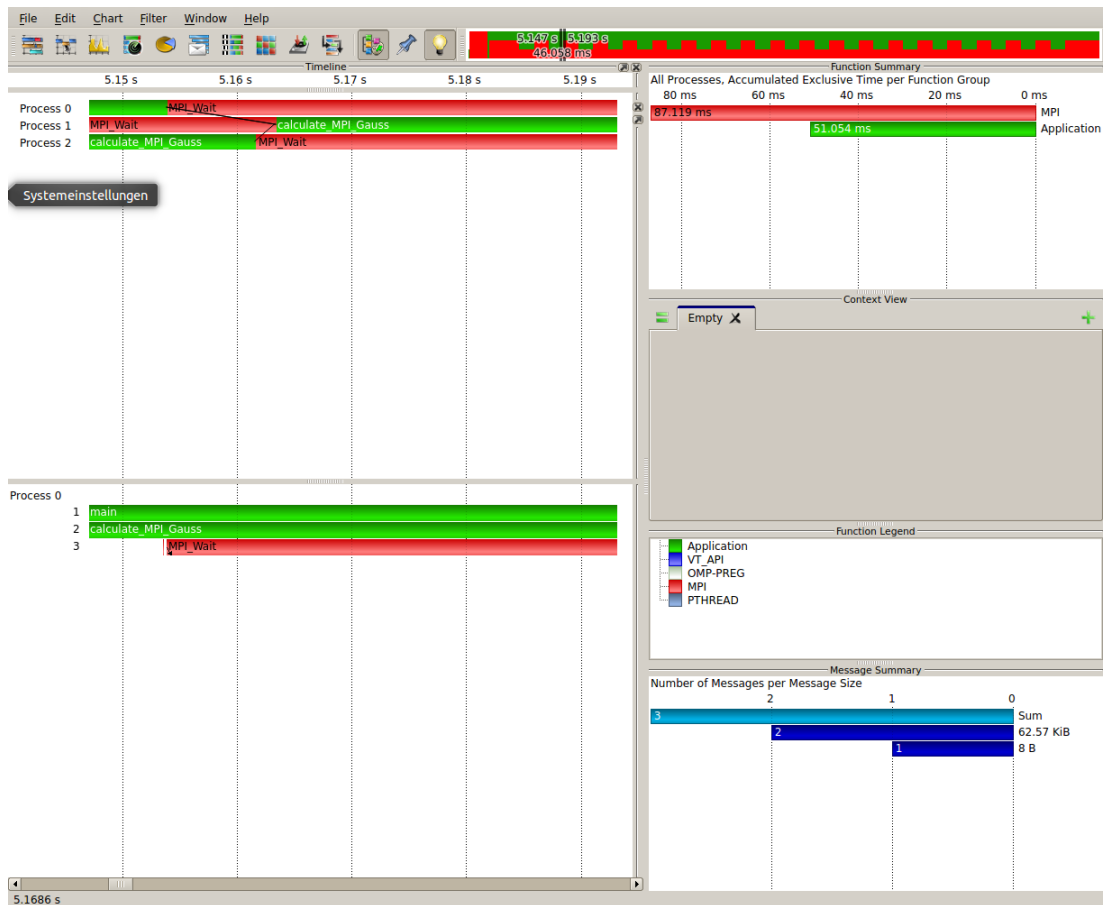 File Edit Chart Filter Window Help
5.147 s 5.193 s
46.058 ms
Timeline
5.15 s 5.16 s 5.17 s 5.18 s 5.19 s
Process 0 MPI_Wait
Process 1 MPI_Wait calculate_MPI_Gauss
Process 2 calculate_MPI_Gauss MPI_Wait
Systemeinstellungen
Process 0
1 main
2 calculate_MPI_Gauss
3 MPI_Wait
5.1686 s
Function Summary
All Processes, Accumulated Exclusive Time per Function Group
80 ms 60 ms 40 ms 20 ms 0 ms
87.119 ms MPI
51.054 ms Application
Context View
Empty
Function Legend
Application
VT_API
OMP-PREG
MPI
PTHREAD
Message Summary
Number of Messages per Message Size
2 1 0
3 Sum
2 62.57 KiB
1 8 B